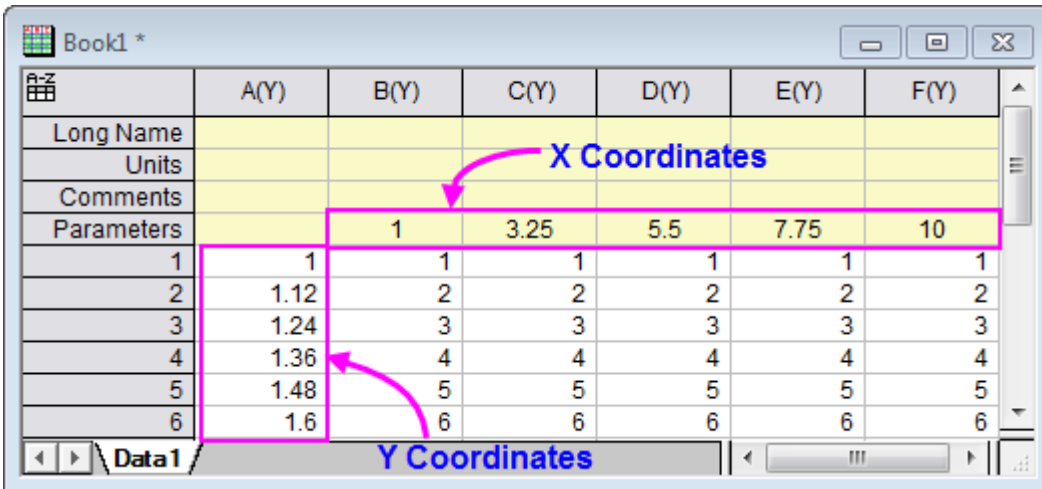 Book1 *
A-Z
A(Y) B(Y) C(Y) D(Y) E(Y) F(Y)
Long Name
Units
X Coordinates
Comments
Parameters 1 3.25 5.5 7.75 10
1 1 1 1 1 1 1
2 1.12 2 2 2 2 2
3 1.24 3 3 3 3 3
4 1.36 4 4 4 4 4
5 1.48 5 5 5 5 5
6 1.6 6 6 6 6 6
Data1
Y Coordinates